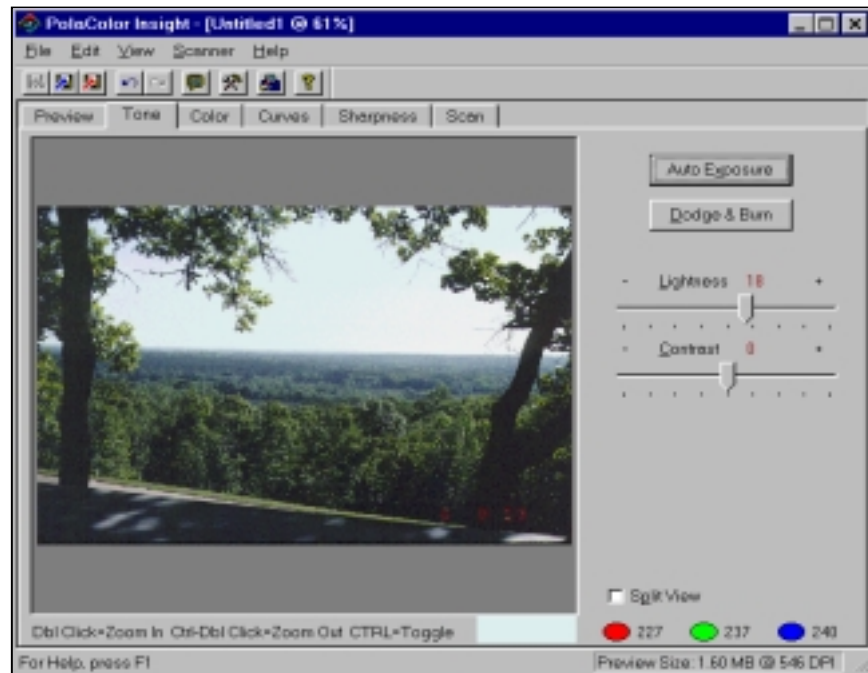 PolaColor Insight - [Untitled1 @ 61%]
File Edit View Scanner Help
Preview Tone Color Curves Sharpness Scan
Auto Exposure
Dodge & Burn
- Lightness 18 +
- Contrast 0 +
Split View
Dbl Click=Zoom In Ctrl-Dbl Click=Zoom Out CTRL=Toggle
227 237 240
For Help, press F1
Preview Size: 1.60 MB @ 546 DPI